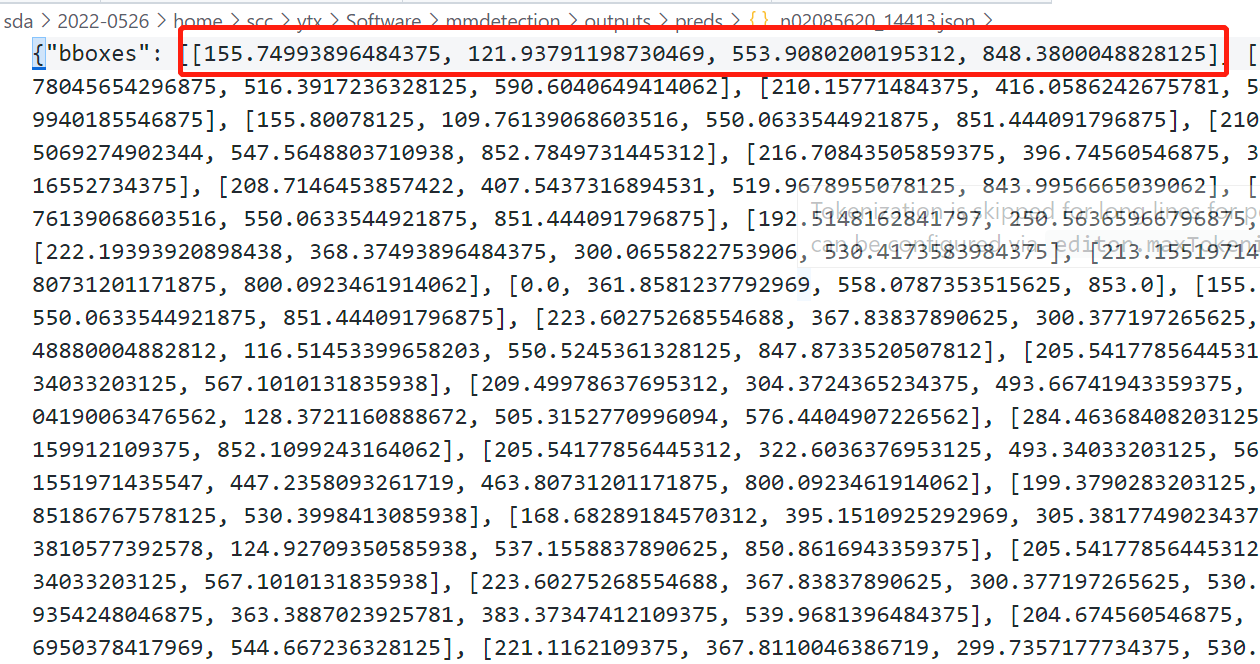 sda > 2022-0526 > home > scc > ytx > Software > mmdetection > outputs > preds > {} n02085620_14413.json >
{"bboxes": [[155.74993896484375, 121.93791198730469, 553.9080200195312, 848.3800048828125], [
78045654296875, 516.3917236328125, 590.6040649414062], [210.15771484375, 416.0586242675781, 5
9940185546875], [155.80078125, 109.76139068603516, 550.0633544921875, 851.444091796875], [210
5069274902344, 547.5648803710938, 852.7849731445312], [216.70843505859375, 396.74560546875, 3
16552734375], [208.7146453857422, 407.5437316894531, 519.9678955078125, 843.9956665039062], [
76139068603516, 550.0633544921875, 851.444091796875], [192.5148162841797, 250.56365966796875,
Tokenization is skipped for long lines for pe
[222.19393920898438, 368.37493896484375, 300.0655822753906, 530.4173583984375], [213.15519714
can be configured via editor.maxTokeni
80731201171875, 800.0923461914062], [0.0, 361.8581237792969, 558.0787353515625, 853.0], [155.
550.0633544921875, 851.444091796875], [223.60275268554688, 367.83837890625, 300.377197265625,
48880004882812, 116.51453399658203, 550.5245361328125, 847.8733520507812], [205.5417785644531
34033203125, 567.1010131835938], [209.49978637695312, 304.3724365234375, 493.66741943359375,
04190063476562, 128.3721160888672, 505.3152770996094, 576.4404907226562], [284.46368408203125
159912109375, 852.1099243164062], [205.54177856445312, 322.6036376953125, 493.34033203125, 56
1551971435547, 447.2358093261719, 463.80731201171875, 800.0923461914062], [199.3790283203125,
85186767578125, 530.3998413085938], [168.68289184570312, 395.1510925292969, 305.3817749023437
3810577392578, 124.92709350585938, 537.1558837890625, 850.8616943359375], [205.54177856445312
34033203125, 567.1010131835938], [223.60275268554688, 367.83837890625, 300.377197265625, 530.
9354248046875, 363.3887023925781, 383.37347412109375, 539.9681396484375], [204.674560546875,
6950378417969, 544.667236328125], [221.1162109375, 367.8110046386719, 299.7357177734375, 530.